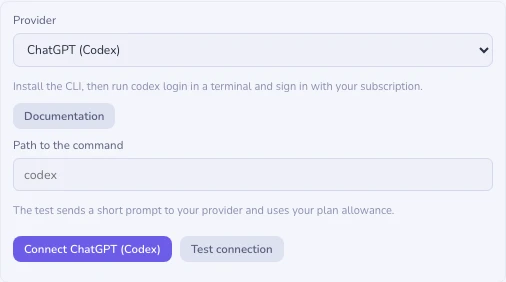 Provider
ChatGPT (Codex)
Install the CLI, then run codex login in a terminal and sign in with your subscription.
Documentation
Path to the command
codex
The test sends a short prompt to your provider and uses your plan allowance.
Connect ChatGPT (Codex)
Test connection